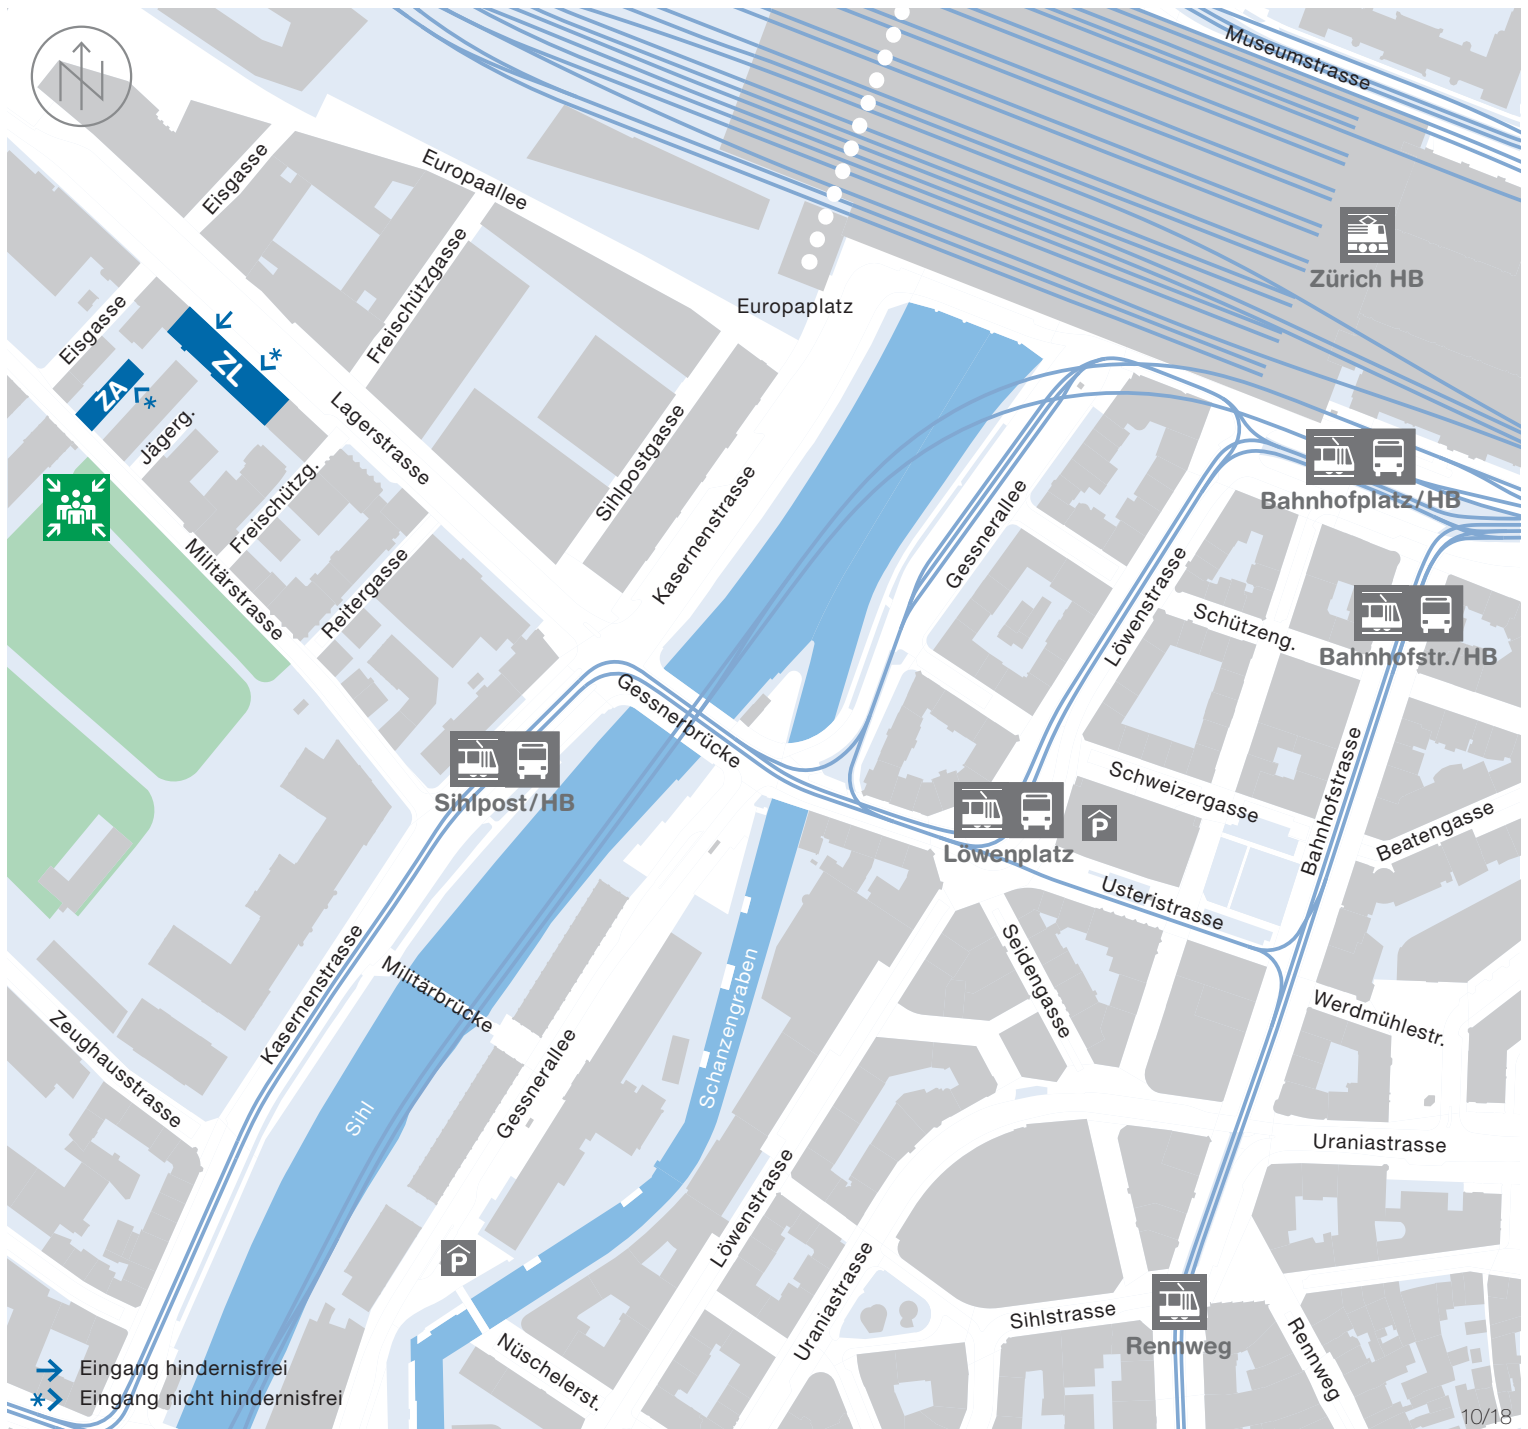 N
Museumstrasse
Europaallee
Eisgasse
Freischützgasse
Zürich HB
Europaplatz
Eisgasse
ZL
ZA
Jägerg.
Lagerstrasse
Sihlpostgasse
Freischützg.
Kasernenstrasse
Gessnerallee
Bahnhofplatz/HB
Militärstrasse
Reitergasse
Löwenstrasse
Schützeng.
Bahnhofstr./HB
Gessnerbrücke
Sihlpost/HB
Schweizergasse
Bahnhofstrasse
Beatengasse
P
Löwenplatz
Usteristrasse
Seidengasse
Kasernenstrasse
Militärbrücke
Schanzengraben
Werdmühlestr.
Zeughausstrasse
Gessnerallee
Sihl
Uraniastrasse
Löwenstrasse
P
Uraniastrasse
Sihlstrasse
Rennweg
Rennweg
Nüschelerst.
Eingang hindernisfrei
* Eingang nicht hindernisfrei
10/18